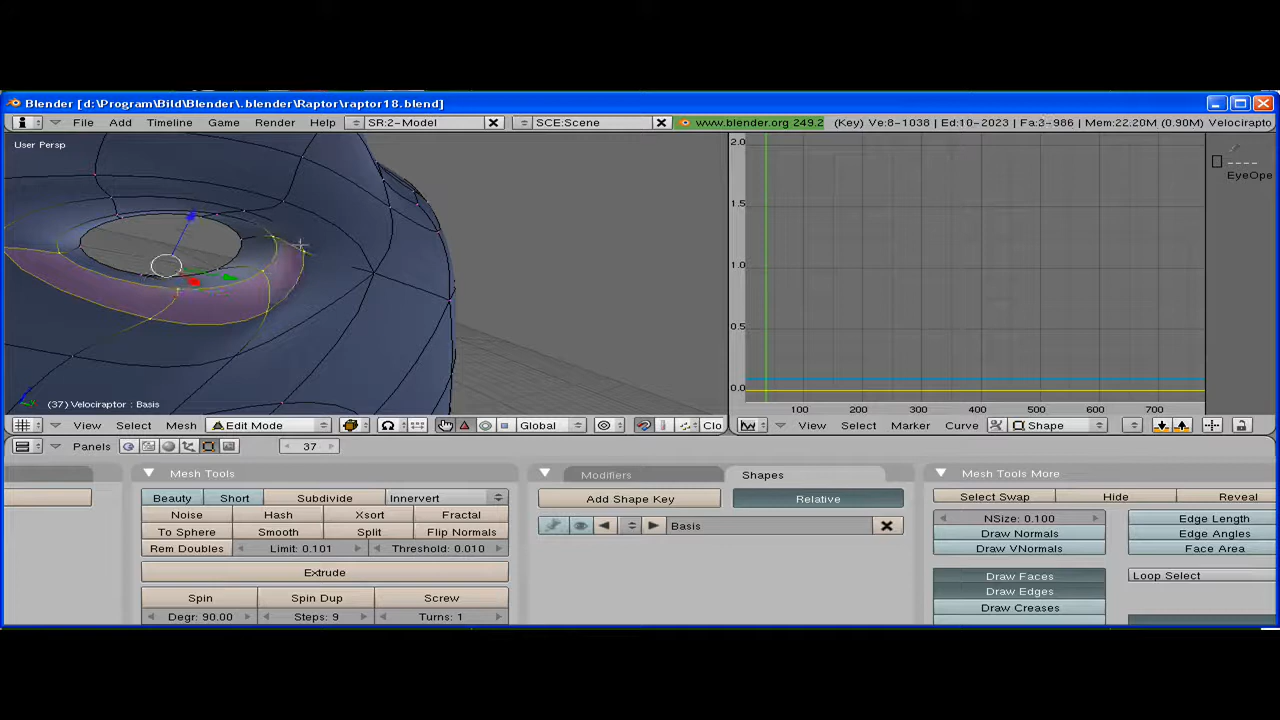 Blender [d:\Program\Bild\Blender\.blender\Raptor\raptor18.blend]
File Add Timeline Game Render Help SR:2-Model SCE:Scene www.blender.org 249.2 (Key) Ve:8-1038 | Ed:10-2023 | Fa:3-986 | Mem:22.20M (0.90M) Velocirapto
User Persp
2.0
1.5
1.0
0.5
0.0
100 200 300 400 500 600 700
EyeOpe
(37) Velociraptor : Basis
View Select Mesh Edit Mode Global Clo
View Select Marker Curve Shape
Panels 37
Mesh Tools
Beauty Short Subdivide Innervert
Noise Hash Xsort Fractal
To Sphere Smooth Split Flip Normals
Rem Doubles Limit: 0.101 Threshold: 0.010
Extrude
Spin Spin Dup Screw
Degr: 90.00 Steps: 9 Turns: 1
Modifiers Shapes
Add Shape Key Relative
Basis
Mesh Tools More
Select Swap Hide Reveal
NSize: 0.100 Edge Length
Draw Normals Edge Angles
Draw VNormals Face Area
Draw Faces Loop Select
Draw Edges
Draw Creases